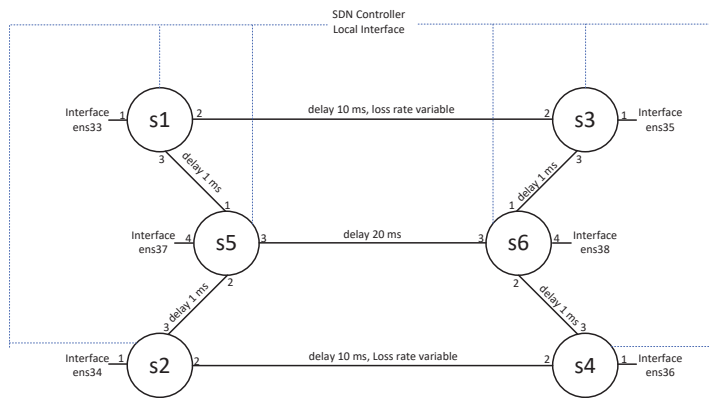 SDN Controller
Local Interface
Interface
ens33
1
s1
2
delay 10 ms, loss rate variable
2
s3
1
Interface
ens35
3
delay 1 ms
1
3
delay 1 ms
1
Interface
ens37
4
s5
3
delay 20 ms
3
s6
4
Interface
ens38
2
delay 1 ms
3
2
delay 1 ms
3
Interface
ens34
1
s2
2
delay 10 ms, Loss rate variable
2
s4
1
Interface
ens36